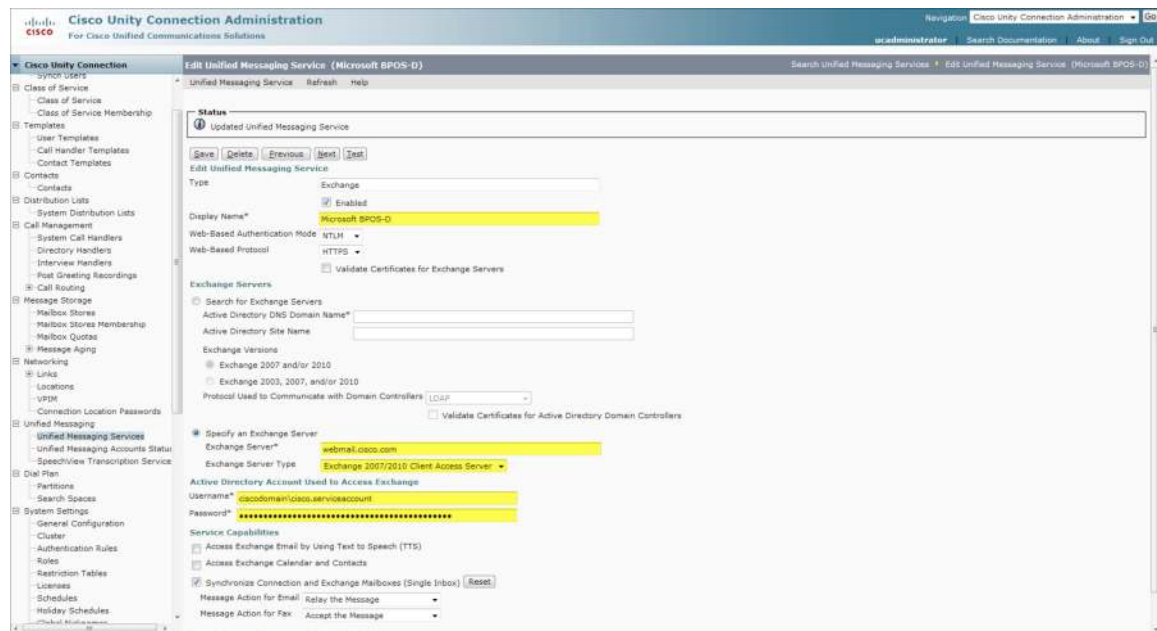 Cisco Unity Connection Administration
For Cisco Unified Communications Solutions
CISCO
Navigation Cisco Unity Connection Administration Go
ucadministrator Search Documentation About Sign Out
Cisco Unity Connection
Synch Users
Class of Service
Class of Service
Class of Service Membership
Templates
User Templates
Call Handler Templates
Contact Templates
Contacts
Contacts
Distribution Lists
System Distribution Lists
Call Management
System Call Handlers
Directory Handlers
Interview Handlers
Post Greeting Recordings
Call Routing
Message Storage
Mailbox Stores
Mailbox Stores Membership
Mailbox Quotas
Message Aging
Networking
Links
Locations
VPIM
Connection Location Passwords
Unified Messaging
Unified Messaging Services
Unified Messaging Accounts Status
SpeechView Transcription Service
Dial Plan
Partitions
Search Spaces
System Settings
General Configuration
Cluster
Authentication Rules
Roles
Restriction Tables
Licenses
Schedules
Holiday Schedules
Edit Unified Messaging Service (Microsoft BPOS-D)
Search Unified Messaging Services Edit Unified Messaging Service (Microsoft BPOS-D)
Unified Messaging Service Refresh Help
Status
Updated Unified Messaging Service
Save Delete Previous Next Test
Edit Unified Messaging Service
Type Exchange
Enabled
Display Name* Microsoft BPOS-D
Web-Based Authentication Mode NTLM
Web-Based Protocol HTTPS
Validate Certificates for Exchange Servers
Exchange Servers
Search for Exchange Servers
Active Directory DNS Domain Name*
Active Directory Site Name
Exchange Versions
Exchange 2007 and/or 2010
Exchange 2003, 2007, and/or 2010
Protocol Used to Communicate with Domain Controllers LDAP
Validate Certificates for Active Directory Domain Controllers
Specify an Exchange Server
Exchange Server* webmail.cisco.com
Exchange Server Type Exchange 2007/2010 Client Access Server
Active Directory Account Used to Access Exchange
Username* ciscodomain\cisco.serviceaccount
Password*
Service Capabilities
Access Exchange Email by Using Text to Speech (TTS)
Access Exchange Calendar and Contacts
Synchronize Connection and Exchange Mailboxes (Single Inbox) Reset
Message Action for Email Relay the Message
Message Action for Fax Accept the Message